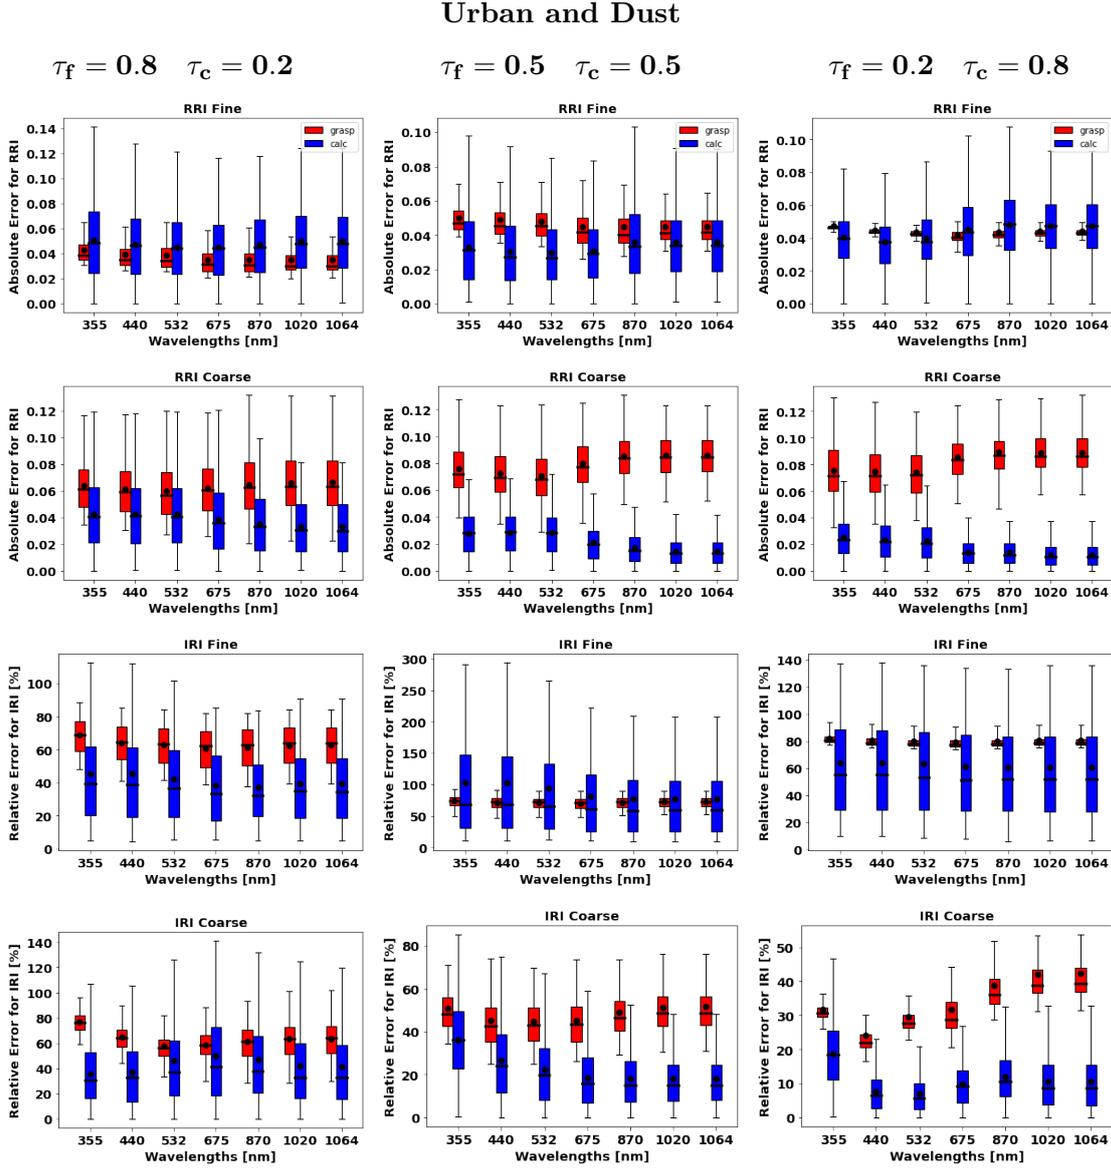 Urban and Dust
τf = 0.8 τc = 0.2
τf = 0.5 τc = 0.5
τf = 0.2 τc = 0.8
RRI Fine
Absolute Error for RRI
0.14
0.12
0.10
0.08
0.06
0.04
0.02
0.00
grasp
calc
355 440 532 675 870 1020 1064
Wavelengths [nm]
RRI Fine
Absolute Error for RRI
0.10
0.08
0.06
0.04
0.02
0.00
grasp
calc
355 440 532 675 870 1020 1064
Wavelengths [nm]
RRI Fine
Absolute Error for RRI
0.10
0.08
0.06
0.04
0.02
0.00
grasp
calc
355 440 532 675 870 1020 1064
Wavelengths [nm]
RRI Coarse
Absolute Error for RRI
0.12
0.10
0.08
0.06
0.04
0.02
0.00
355 440 532 675 870 1020 1064
Wavelengths [nm]
RRI Coarse
Absolute Error for RRI
0.12
0.10
0.08
0.06
0.04
0.02
0.00
355 440 532 675 870 1020 1064
Wavelengths [nm]
RRI Coarse
Absolute Error for RRI
0.12
0.10
0.08
0.06
0.04
0.02
0.00
355 440 532 675 870 1020 1064
Wavelengths [nm]
IRI Fine
Relative Error for IRI [%]
100
80
60
40
20
0
355 440 532 675 870 1020 1064
Wavelengths [nm]
IRI Fine
Relative Error for IRI [%]
300
250
200
150
100
50
0
355 440 532 675 870 1020 1064
Wavelengths [nm]
IRI Fine
Relative Error for IRI [%]
140
120
100
80
60
40
20
0
355 440 532 675 870 1020 1064
Wavelengths [nm]
IRI Coarse
Relative Error for IRI [%]
140
120
100
80
60
40
20
0
355 440 532 675 870 1020 1064
Wavelengths [nm]
IRI Coarse
Relative Error for IRI [%]
80
60
40
20
0
355 440 532 675 870 1020 1064
Wavelengths [nm]
IRI Coarse
Relative Error for IRI [%]
50
40
30
20
10
0
355 440 532 675 870 1020 1064
Wavelengths [nm]